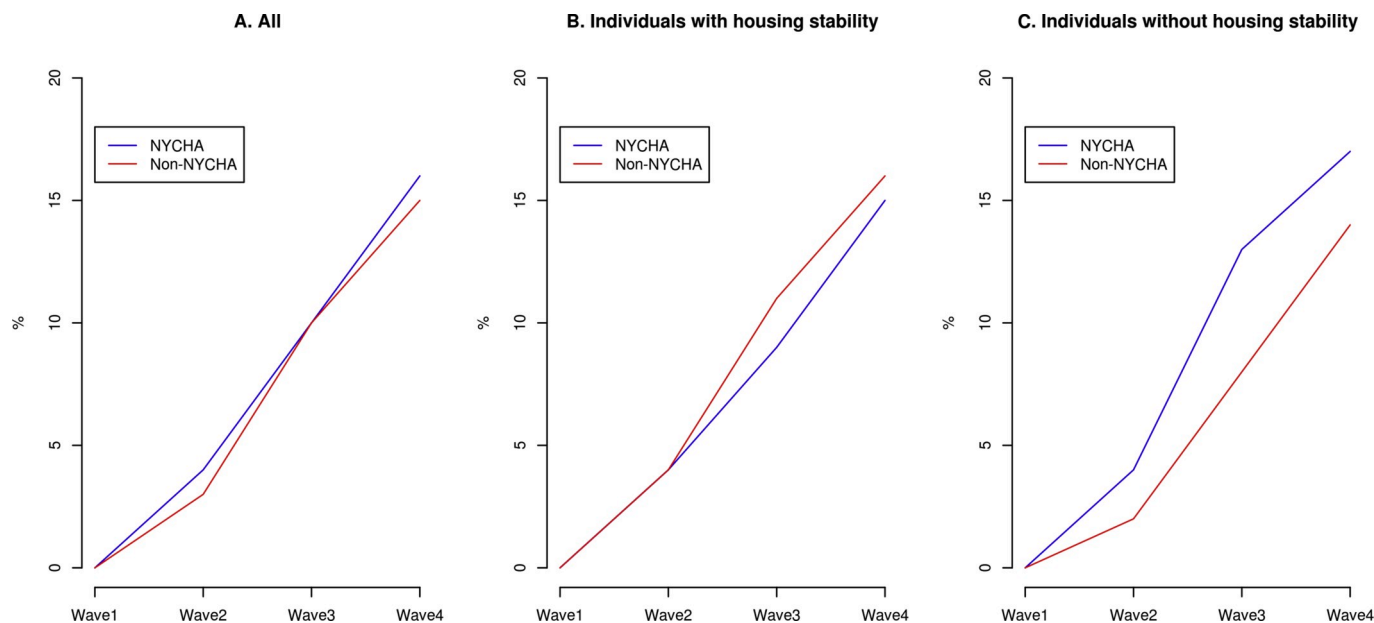 A. All
20
15
10
5
0
%
NYCHA
Non-NYCHA
Wave1 Wave2 Wave3 Wave4
B. Individuals with housing stability
20
15
10
5
0
%
NYCHA
Non-NYCHA
Wave1 Wave2 Wave3 Wave4
C. Individuals without housing stability
20
15
10
5
0
%
NYCHA
Non-NYCHA
Wave1 Wave2 Wave3 Wave4